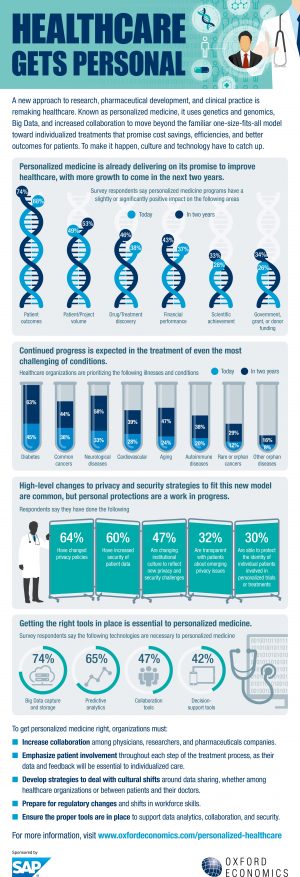 HEALTHCARE
GETS PERSONAL
A new approach to research, pharmaceutical development, and clinical practice is
remaking healthcare. Known as personalized medicine, it uses genetics and genomics,
Big Data, and increased collaboration to move beyond the familiar one-size-fits-all model
toward individualized treatments that promise cost savings, efficiencies, and better
outcomes for patients. To make it happen, culture and technology have to catch up.
Personalized medicine is already delivering on its promise to improve
healthcare, with more growth to come in the next two years.
Survey respondents say personalized medicine programs have a
slightly or significantly positive impact on the following areas
Today In two years
74% 68% 49% 53% 46% 38% 43% 37% 33% 26% 34% 26%
Patient outcomes
Patient/Project volume
Drug/Treatment discovery
Financial performance
Scientific achievement
Government, grant, or donor funding
Continued progress is expected in the treatment of even the most
challenging of conditions.
Healthcare organizations are prioritizing the following illnesses and conditions
Today In two years
63% 44% 58% 39% 47% 38% 29% 16%
45% 38% 33% 28% 24% 20% 12%
Diabetes
Common cancers
Neurological diseases
Cardiovascular
Aging
Autoimmune diseases
Rare or orphan cancers
Other orphan diseases
High-level changes to privacy and security strategies to fit this new model
are common, but personal protections are a work in progress.
Respondents say they have done the following
64%
Have changed
privacy policies
60%
Have increased
security of
patient data
47%
Are changing
institutional
culture to reflect
new privacy and
security challenges
32%
Are transparent
with patients
about emerging
privacy issues
30%
Are able to protect
the identity of
individual patients
involved in
personalized trials
or treatments
Getting the right tools in place is essential to personalized medicine.
Survey respondents say the following technologies are necessary to personalized medicine
74%
Big Data capture
and storage
65%
Predictive
analytics
47%
Collaboration
tools
42%
Decision-
support tools
To get personalized medicine right, organizations must:
Increase collaboration among physicians, researchers, and pharmaceuticals companies.
Emphasize patient involvement throughout each step of the treatment process, as their
data and feedback will be essential to individualized care.
Develop strategies to deal with cultural shifts around data sharing, whether among
healthcare organizations or between patients and their doctors.
Prepare for regulatory changes and shifts in workforce skills.
Ensure the proper tools are in place to support data analytics, collaboration, and security.
For more information, visit www.oxfordeconomics.com/personalized-healthcare
Sponsored by
SAP
OXFORD
ECONOMICS